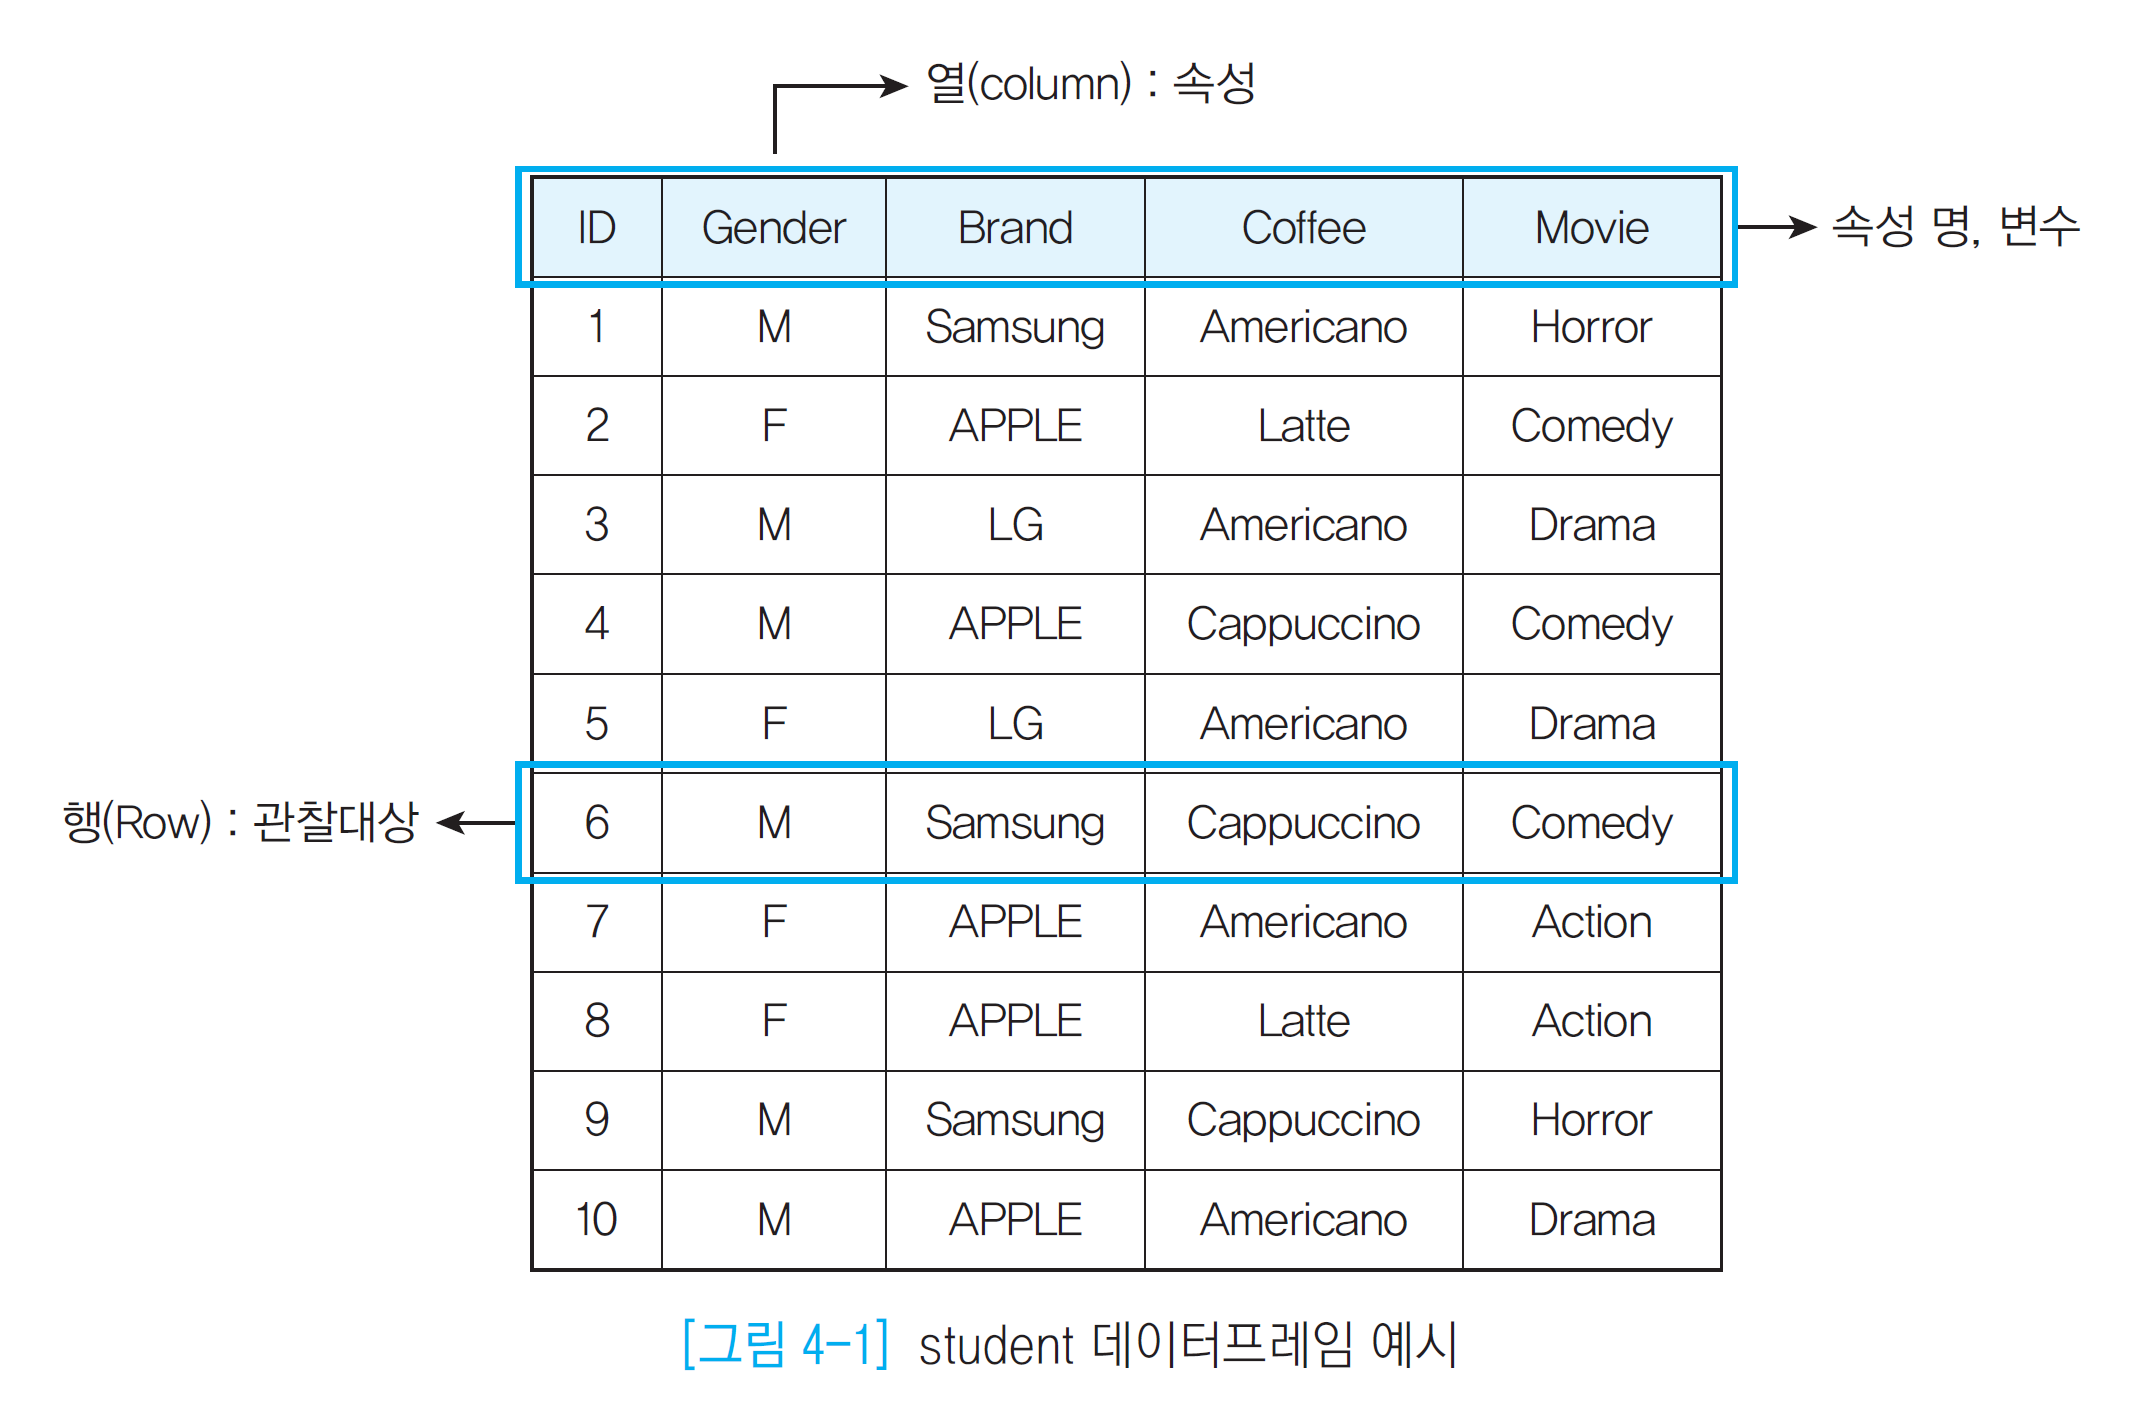 열(column) : 속성
ID Gender Brand Coffee Movie
속성 명, 변수
1 M Samsung Americano Horror
2 F APPLE Latte Comedy
3 M LG Americano Drama
4 M APPLE Cappuccino Comedy
5 F LG Americano Drama
행(Row) : 관찰대상
6 M Samsung Cappuccino Comedy
7 F APPLE Americano Action
8 F APPLE Latte Action
9 M Samsung Cappuccino Horror
10 M APPLE Americano Drama
[그림 4-1] student 데이터프레임 예시